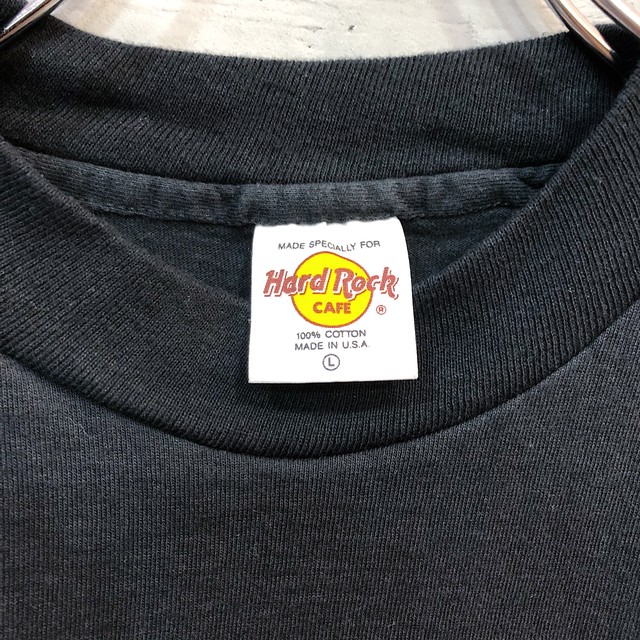 MADE SPECIALLY FOR
Hard Rock
CAFE ®
100% COTTON
MADE IN U.S.A.
L